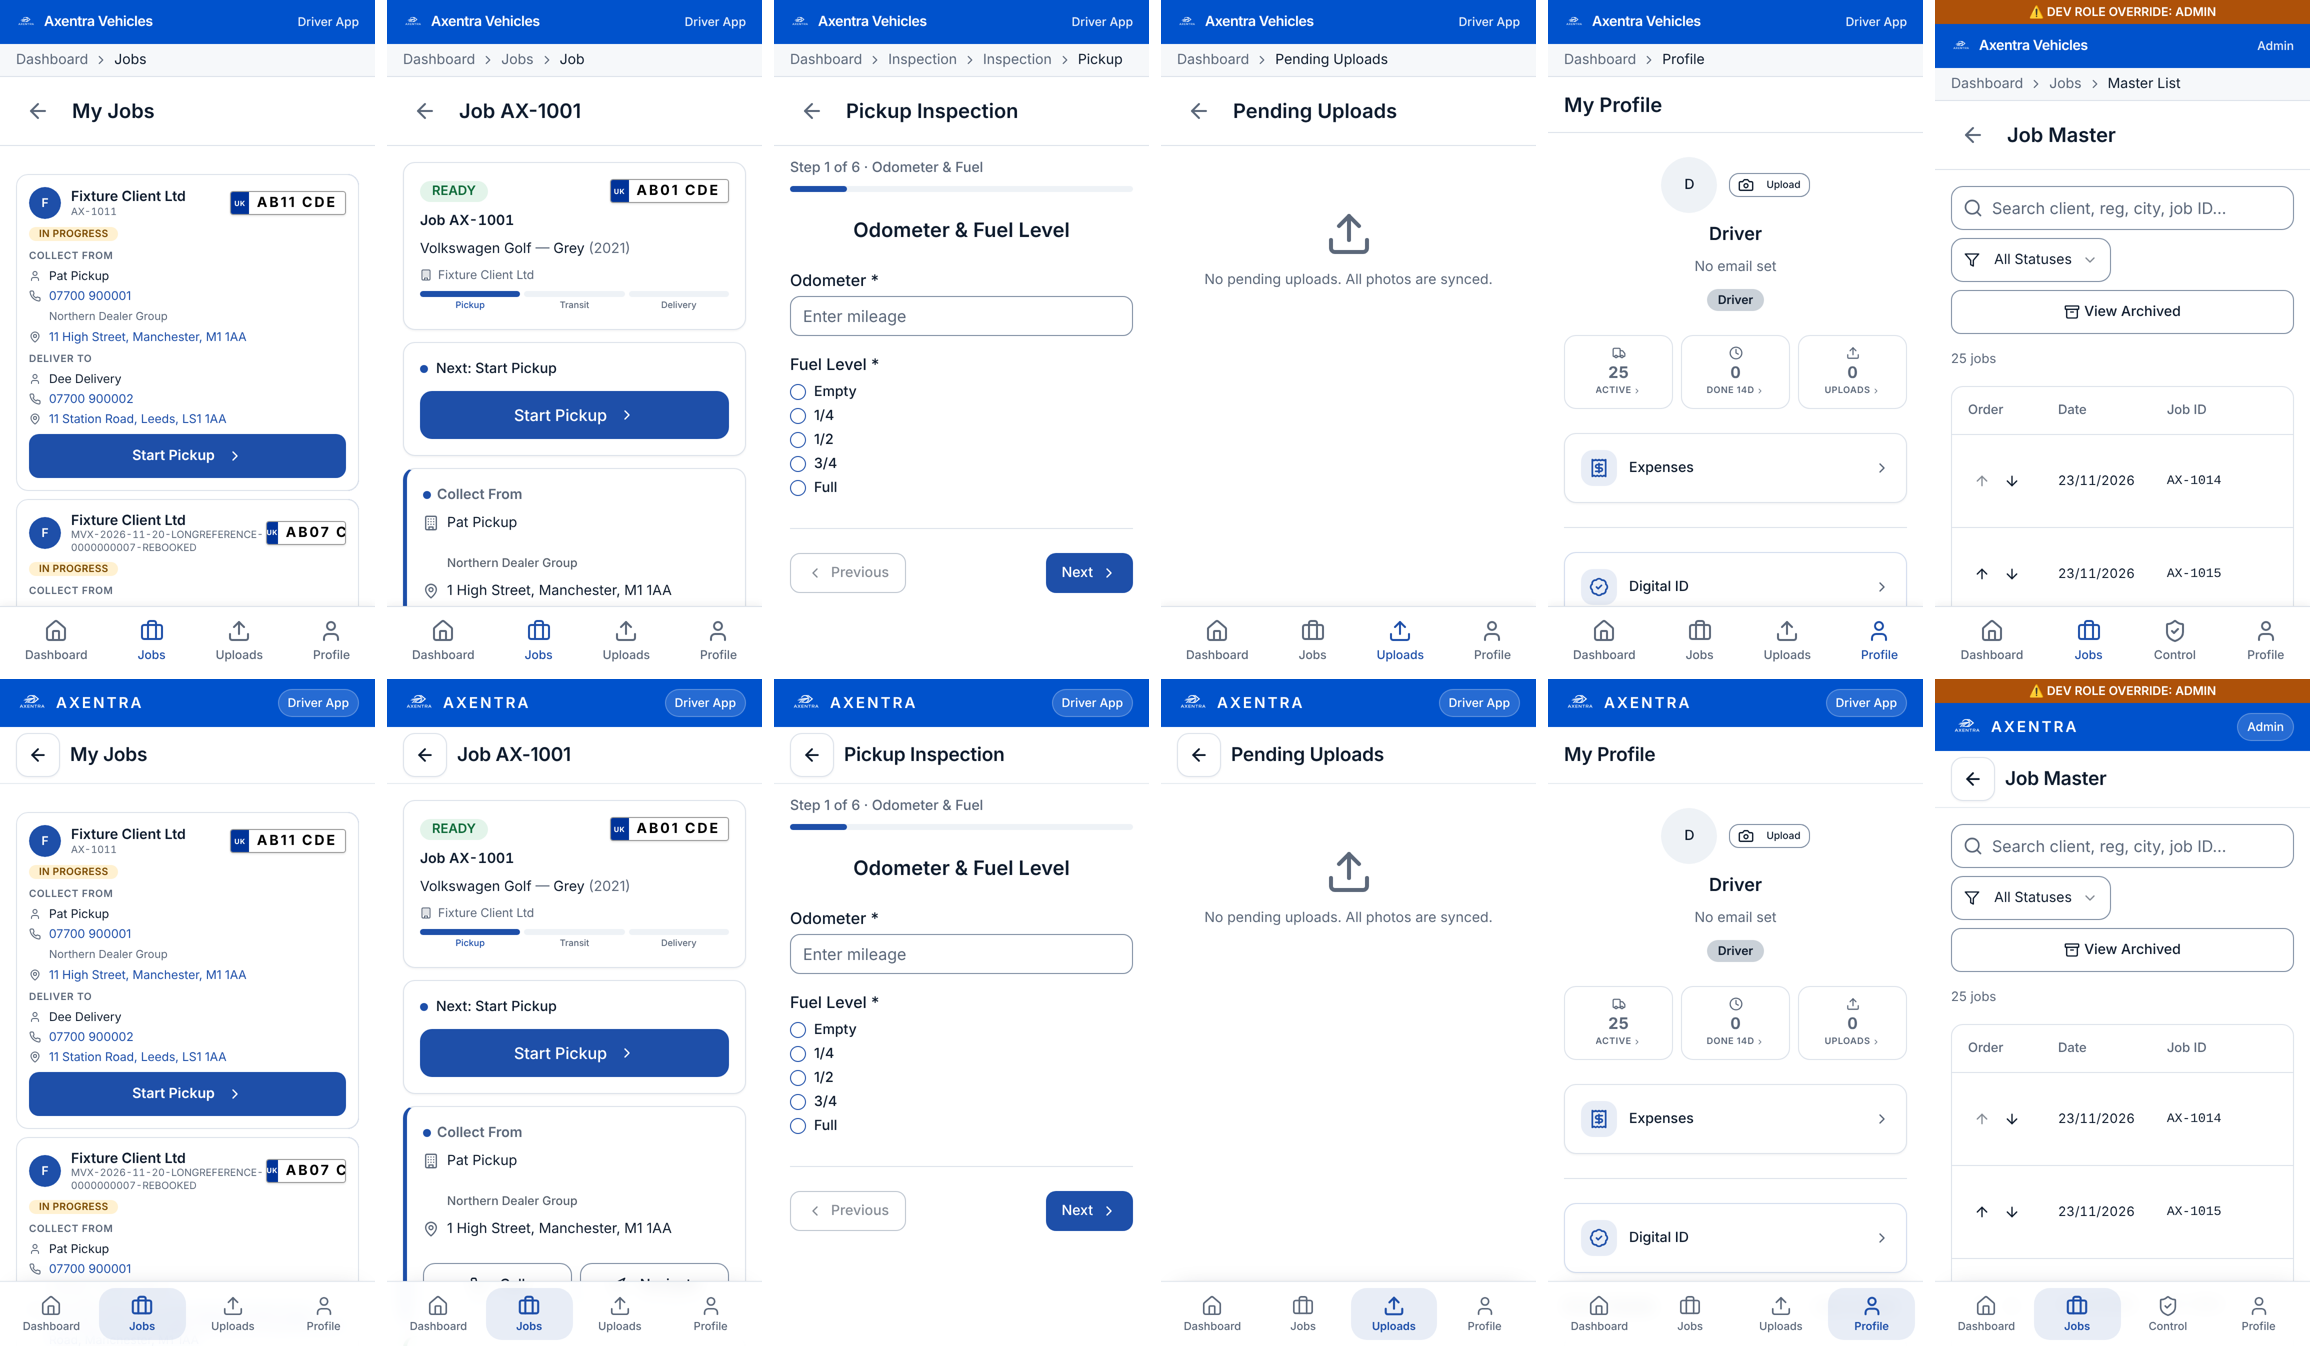 Axentra Vehicles
Driver App
Dashboard > Jobs
My Jobs
Fixture Client Ltd
AX-1011
UK AB11 CDE
IN PROGRESS
COLLECT FROM
Pat Pickup
07700 900001
Northern Dealer Group
11 High Street, Manchester, M1 1AA
DELIVER TO
Dee Delivery
07700 900002
11 Station Road, Leeds, LS1 1AA
Start Pickup
Fixture Client Ltd
MVX-2026-11-20-LONGREFERENCE-
0000000007-REBOOKED
UK AB07 C
IN PROGRESS
COLLECT FROM
Dashboard
Jobs
Uploads
Profile
Axentra Vehicles
Driver App
Dashboard > Jobs > Job
Job AX-1001
READY
UK AB01 CDE
Job AX-1001
Volkswagen Golf — Grey (2021)
Fixture Client Ltd
Pickup
Transit
Delivery
Next: Start Pickup
Start Pickup
Collect From
Pat Pickup
Northern Dealer Group
1 High Street, Manchester, M1 1AA
Dashboard
Jobs
Uploads
Profile
Axentra Vehicles
Driver App
Dashboard > Inspection > Inspection > Pickup
Pickup Inspection
Step 1 of 6 · Odometer & Fuel
Odometer & Fuel Level
Odometer *
Enter mileage
Fuel Level *
Empty
1/4
1/2
3/4
Full
Previous
Next
Axentra Vehicles
Driver App
Dashboard > Pending Uploads
Pending Uploads
No pending uploads. All photos are synced.
Dashboard
Jobs
Uploads
Profile
Axentra Vehicles
Driver App
Dashboard > Profile
My Profile
D
Upload
Driver
No email set
Driver
25
ACTIVE ›
0
DONE 14D ›
0
UPLOADS ›
Expenses
Digital ID
Dashboard
Jobs
Uploads
Profile
DEV ROLE OVERRIDE: ADMIN
Axentra Vehicles
Admin
Dashboard > Jobs > Master List
Job Master
Search client, reg, city, job ID...
All Statuses
View Archived
25 jobs
Order
Date
Job ID
23/11/2026
AX-1014
23/11/2026
AX-1015
Dashboard
Jobs
Control
Profile
AXENTRA
AXENTRA
Driver App
My Jobs
F
Fixture Client Ltd
AX-1011
UK AB11 CDE
IN PROGRESS
COLLECT FROM
Pat Pickup
07700 900001
Northern Dealer Group
11 High Street, Manchester, M1 1AA
DELIVER TO
Dee Delivery
07700 900002
11 Station Road, Leeds, LS1 1AA
Start Pickup
F
Fixture Client Ltd
MVX-2026-11-20-LONGREFERENCE-
0000000007-REBOOKED
UK AB07 C
IN PROGRESS
COLLECT FROM
Pat Pickup
07700 900001
Dashboard
Jobs
Uploads
Profile
AXENTRA
AXENTRA
Driver App
Job AX-1001
READY
UK AB01 CDE
Job AX-1001
Volkswagen Golf — Grey (2021)
Fixture Client Ltd
Pickup
Transit
Delivery
Next: Start Pickup
Start Pickup
Collect From
Pat Pickup
Northern Dealer Group
1 High Street, Manchester, M1 1AA
Dashboard
Jobs
Uploads
Profile
AXENTRA
AXENTRA
Driver App
Pickup Inspection
Step 1 of 6 · Odometer & Fuel
Odometer & Fuel Level
Odometer *
Enter mileage
Fuel Level *
Empty
1/4
1/2
3/4
Full
Previous
Next
AXENTRA
AXENTRA
Driver App
Pending Uploads
No pending uploads. All photos are synced.
Dashboard
Jobs
Uploads
Profile
AXENTRA
AXENTRA
Driver App
My Profile
D
Upload
Driver
No email set
Driver
25
ACTIVE ›
0
DONE 14D ›
0
UPLOADS ›
Expenses
Digital ID
Dashboard
Jobs
Uploads
Profile
DEV ROLE OVERRIDE: ADMIN
AXENTRA
AXENTRA
Admin
Job Master
Search client, reg, city, job ID...
All Statuses
View Archived
25 jobs
Order
Date
Job ID
23/11/2026
AX-1014
23/11/2026
AX-1015
Dashboard
Jobs
Control
Profile